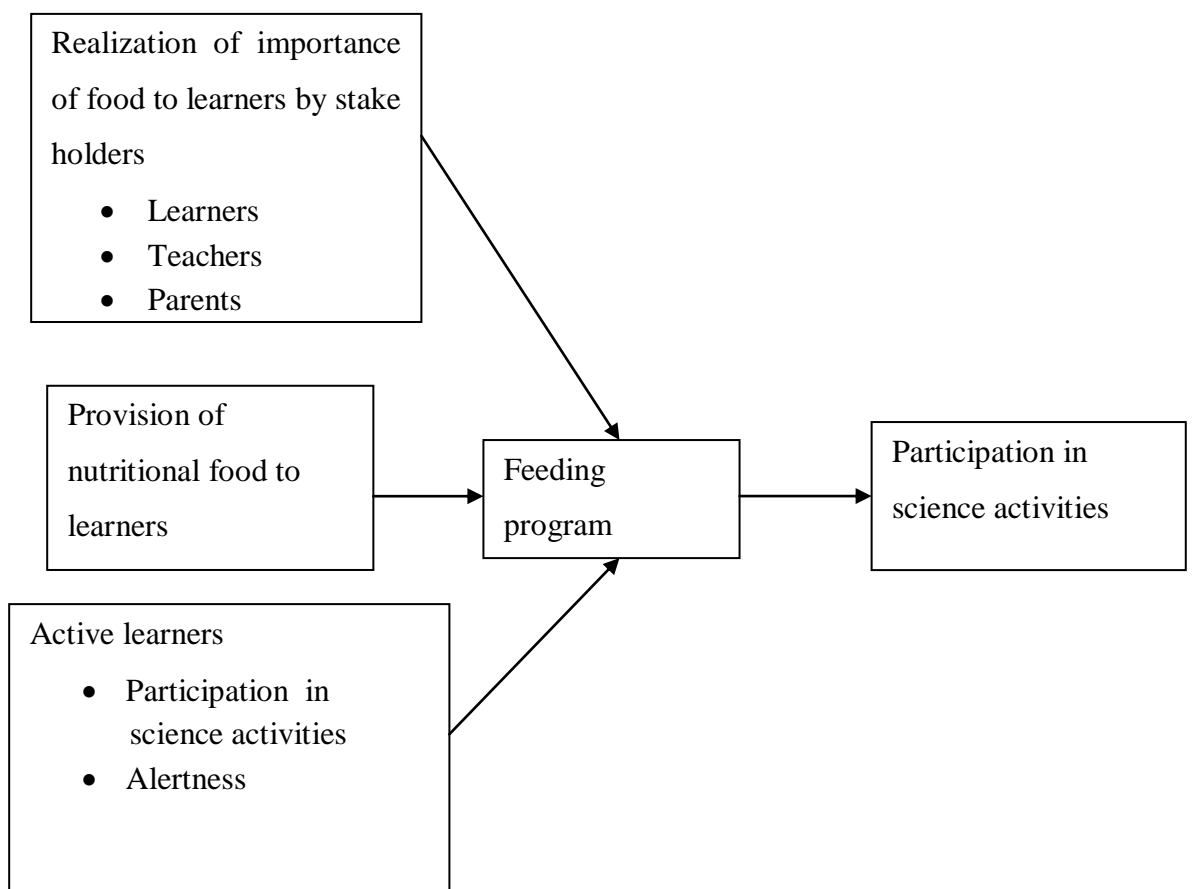 Realization of importance
of food to learners by stake
holders
• Learners
• Teachers
• Parents
Provision of
nutritional food to
learners
Feeding
program
Participation in
science activities
Active learners
• Participation in
science activities
• Alertness